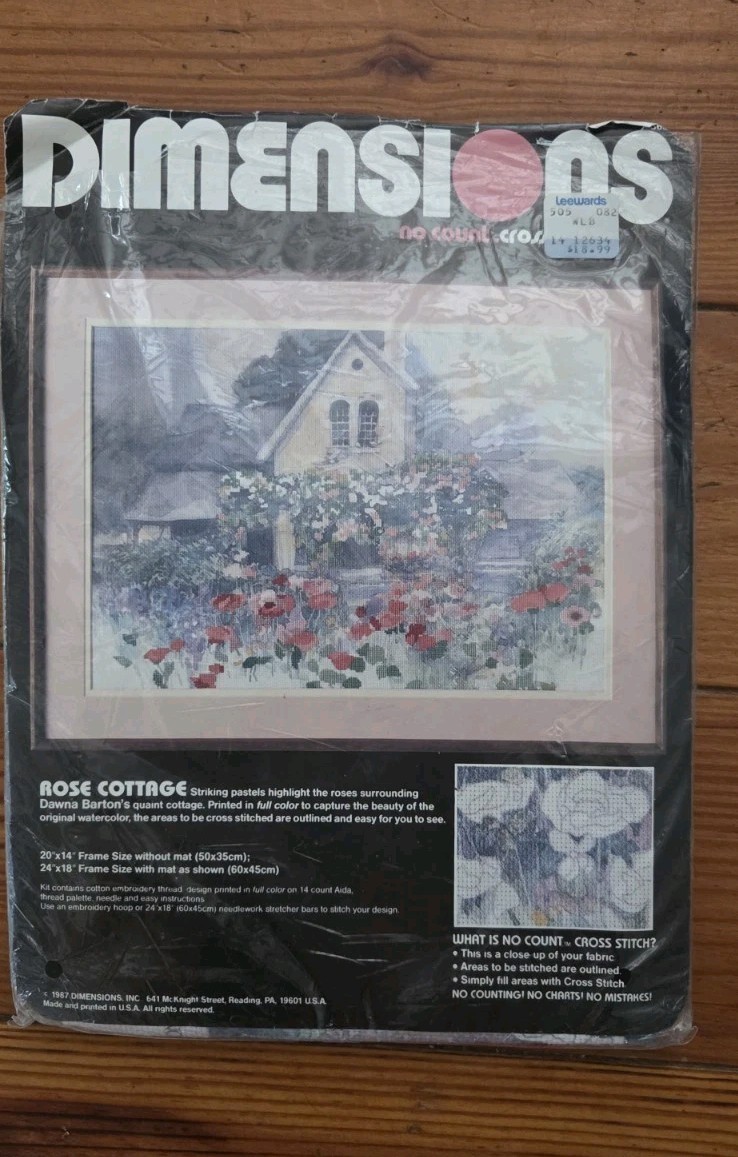 DIMENSIONS
Leewards
505 082
WLB
14 12634
$18.99
no count cros
ROSE COTTAGE Striking pastels highlight the roses surrounding
Dawna Barton's quaint cottage. Printed in full color to capture the beauty of the
original watercolor, the areas to be cross stitched are outlined and easy for you to see.
20"x14" Frame Size without mat (50x35cm);
24"x18" Frame Size with mat as shown (60x45cm)
Kit contains cotton embroidery thread design printed in full color on 14 count Aida,
thread palette, needle and easy instructions
Use an embroidery hoop or 24"x18" (60x45cm) needlework stretcher bars to stitch your design.
WHAT IS NO COUNT™ CROSS STITCH?
• This is a close up of your fabric
• Areas to be stitched are outlined.
• Simply fill areas with Cross Stitch.
NO COUNTING! NO CHARTS! NO MISTAKES!
© 1987 DIMENSIONS, INC. 641 McKnight Street, Reading, PA, 19601 U.S.A.
Made and printed in U.S.A. All rights reserved.